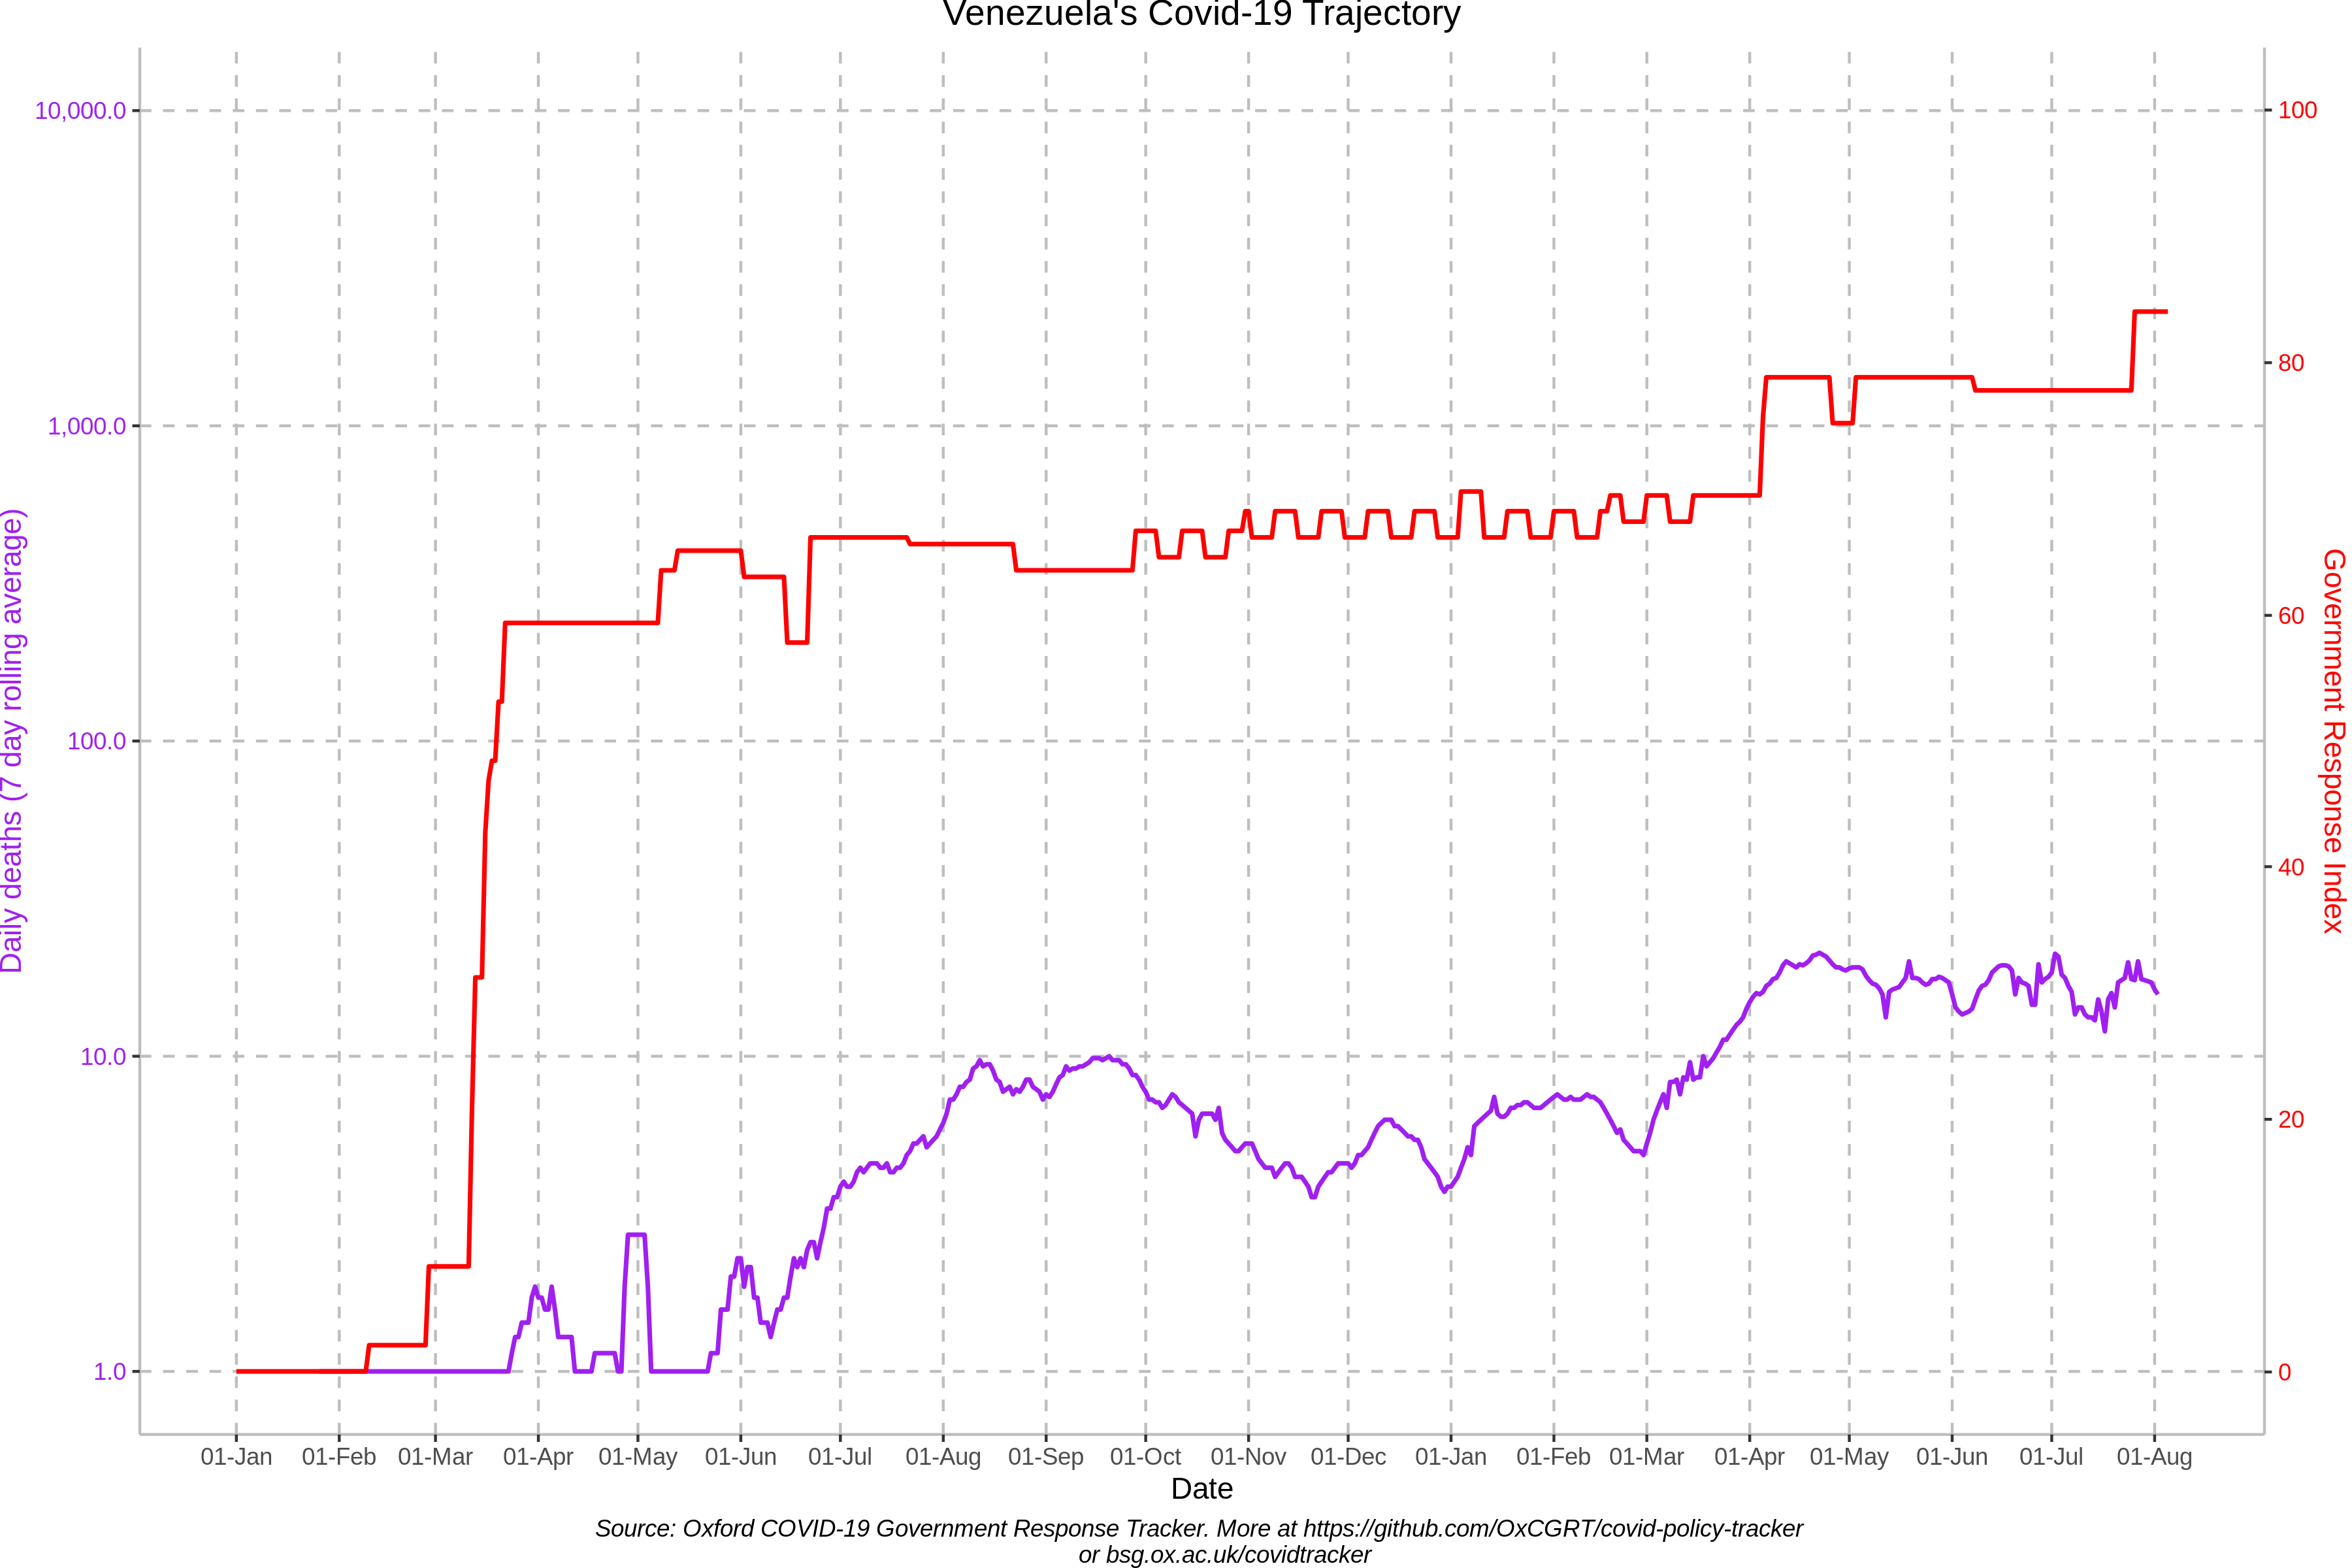 Venezuela's Covid-19 Trajectory
Daily deaths (7 day rolling average)
10,000.0
1,000.0
100.0
10.0
1.0
100
80
60
40
20
0
Government Response Index
01-Jan 01-Feb 01-Mar 01-Apr 01-May 01-Jun 01-Jul 01-Aug 01-Sep 01-Oct 01-Nov 01-Dec 01-Jan 01-Feb 01-Mar 01-Apr 01-May 01-Jun 01-Jul 01-Aug
Date
Source: Oxford COVID-19 Government Response Tracker. More at https://github.com/OxCGRT/covid-policy-tracker
or bsg.ox.ac.uk/covidtracker